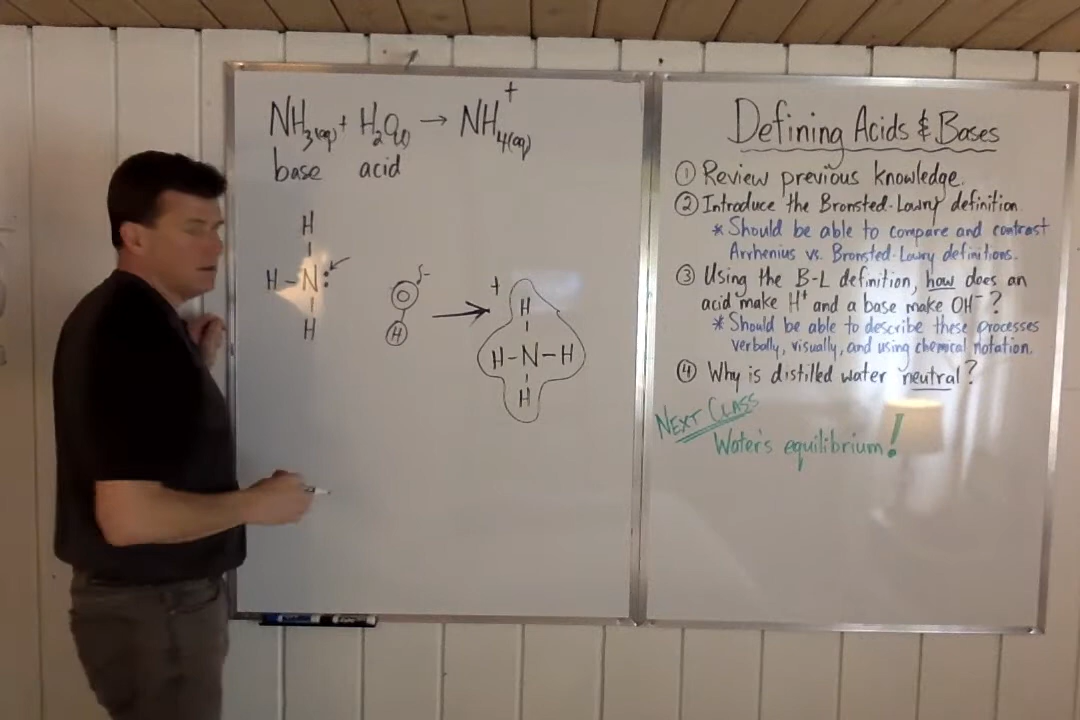 NH₃(aq) + H₂O(l) → NH₄⁺(aq)
base acid
H
H-N:
H
H
+
H
H-N-H
H
δ-
Defining Acids & Bases
① Review previous knowledge.
② Introduce the Bronsted-Lowry definition
* Should be able to compare and contrast
Arrhenius vs. Bronsted-Lowry definitions.
③ Using the B-L definition, how does an
acid make H⁺ and a base make OH⁻?
* Should be able to describe these processes
verbally, visually, and using chemical notation.
④ Why is distilled water neutral?
NEXT CLASS
Water's equilibrium!